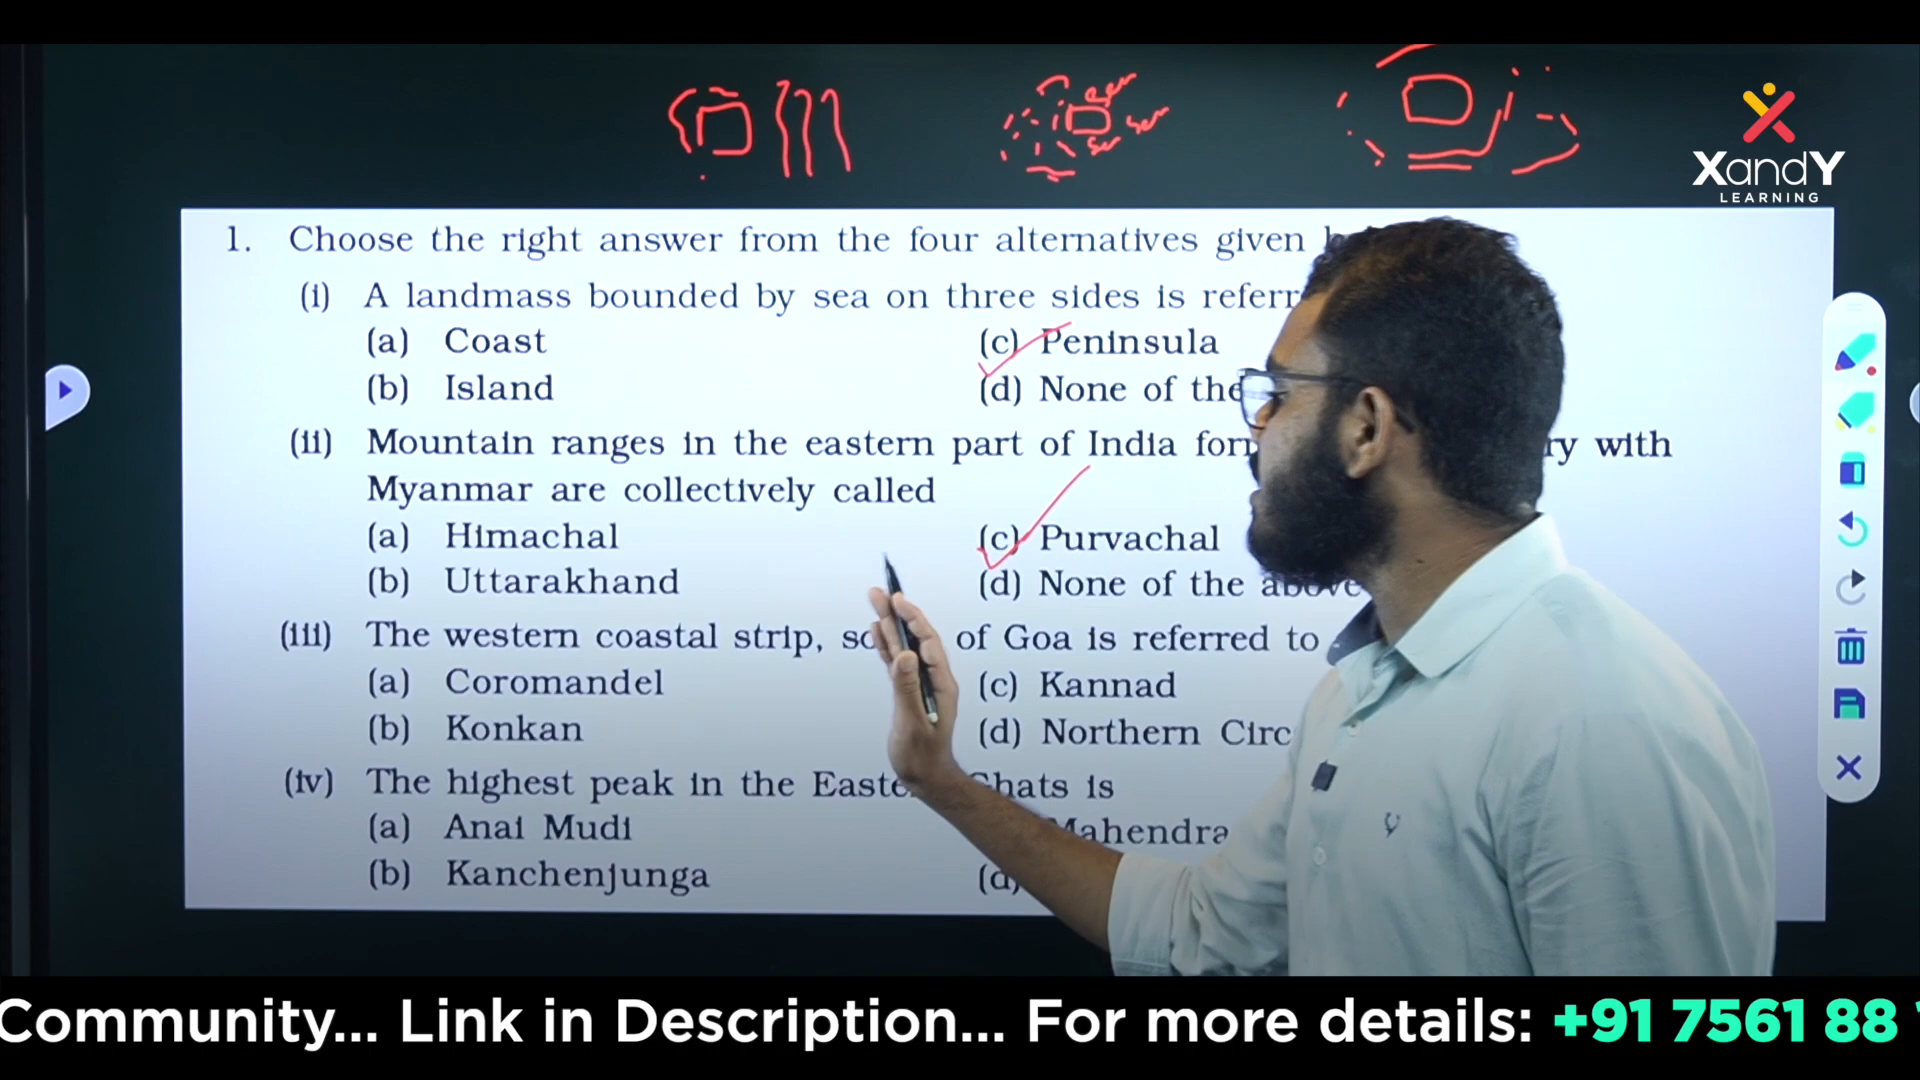 XandY
LEARNING
1. Choose the right answer from the four alternatives given
(i) A landmass bounded by sea on three sides is referr
(a) Coast (c) Peninsula
(b) Island (d) None of the
(ii) Mountain ranges in the eastern part of India for ry with
Myanmar are collectively called
(a) Himachal (c) Purvachal
(b) Uttarakhand (d) None of the above
(iii) The western coastal strip, so of Goa is referred to
(a) Coromandel (c) Kannad
(b) Konkan (d) Northern Circ
(iv) The highest peak in the Easte Ghats is
(a) Anai Mudi Mahendra
(b) Kanchenjunga (d)
Community... Link in Description... For more details: +91 7561 88